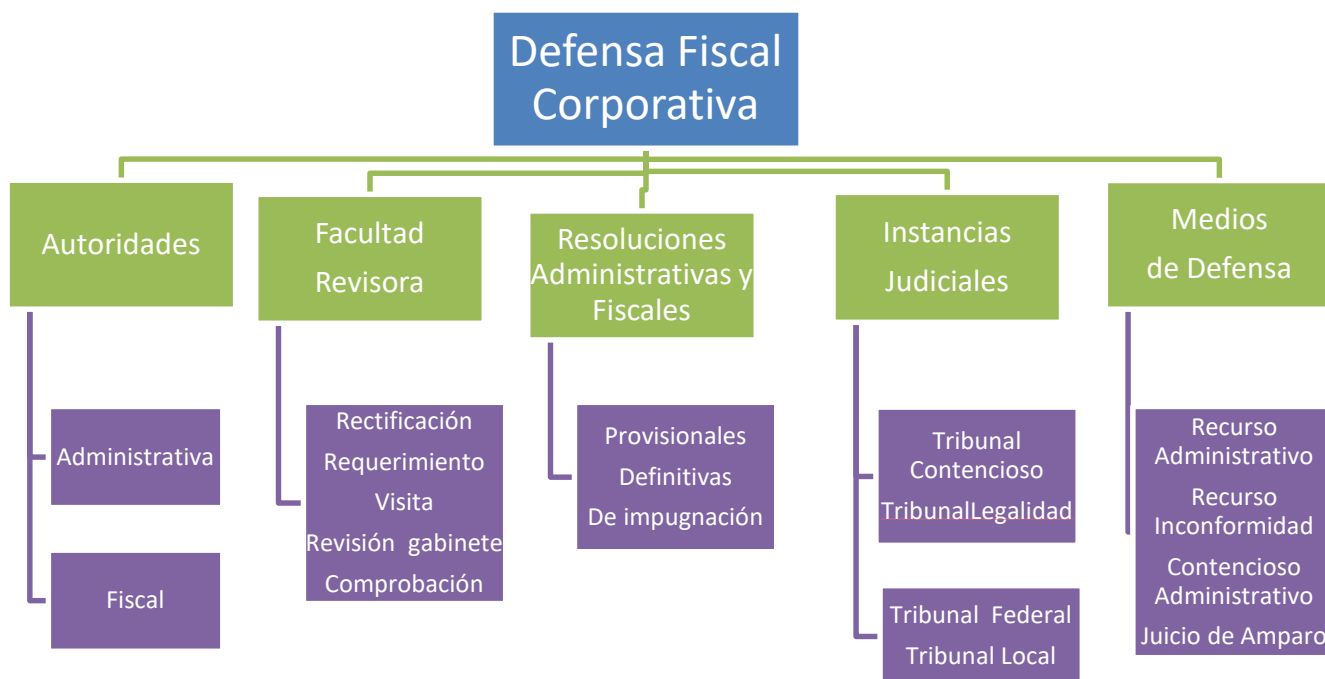 Defensa Fiscal
Corporativa
Autoridades
Administrativa
Fiscal
Facultad
Revisora
Rectificación
Requerimiento
Visita
Revisión gabinete
Comprobación
Resoluciones
Administrativas y
Fiscales
Provisionales
Definitivas
De impugnación
Instancias
Judiciales
Tribunal
Contencioso
TribunalLegalidad
Tribunal Federal
Tribunal Local
Medios
de Defensa
Recurso
Administrativo
Recurso
Inconformidad
Contencioso
Administrativo
Juicio de Amparo